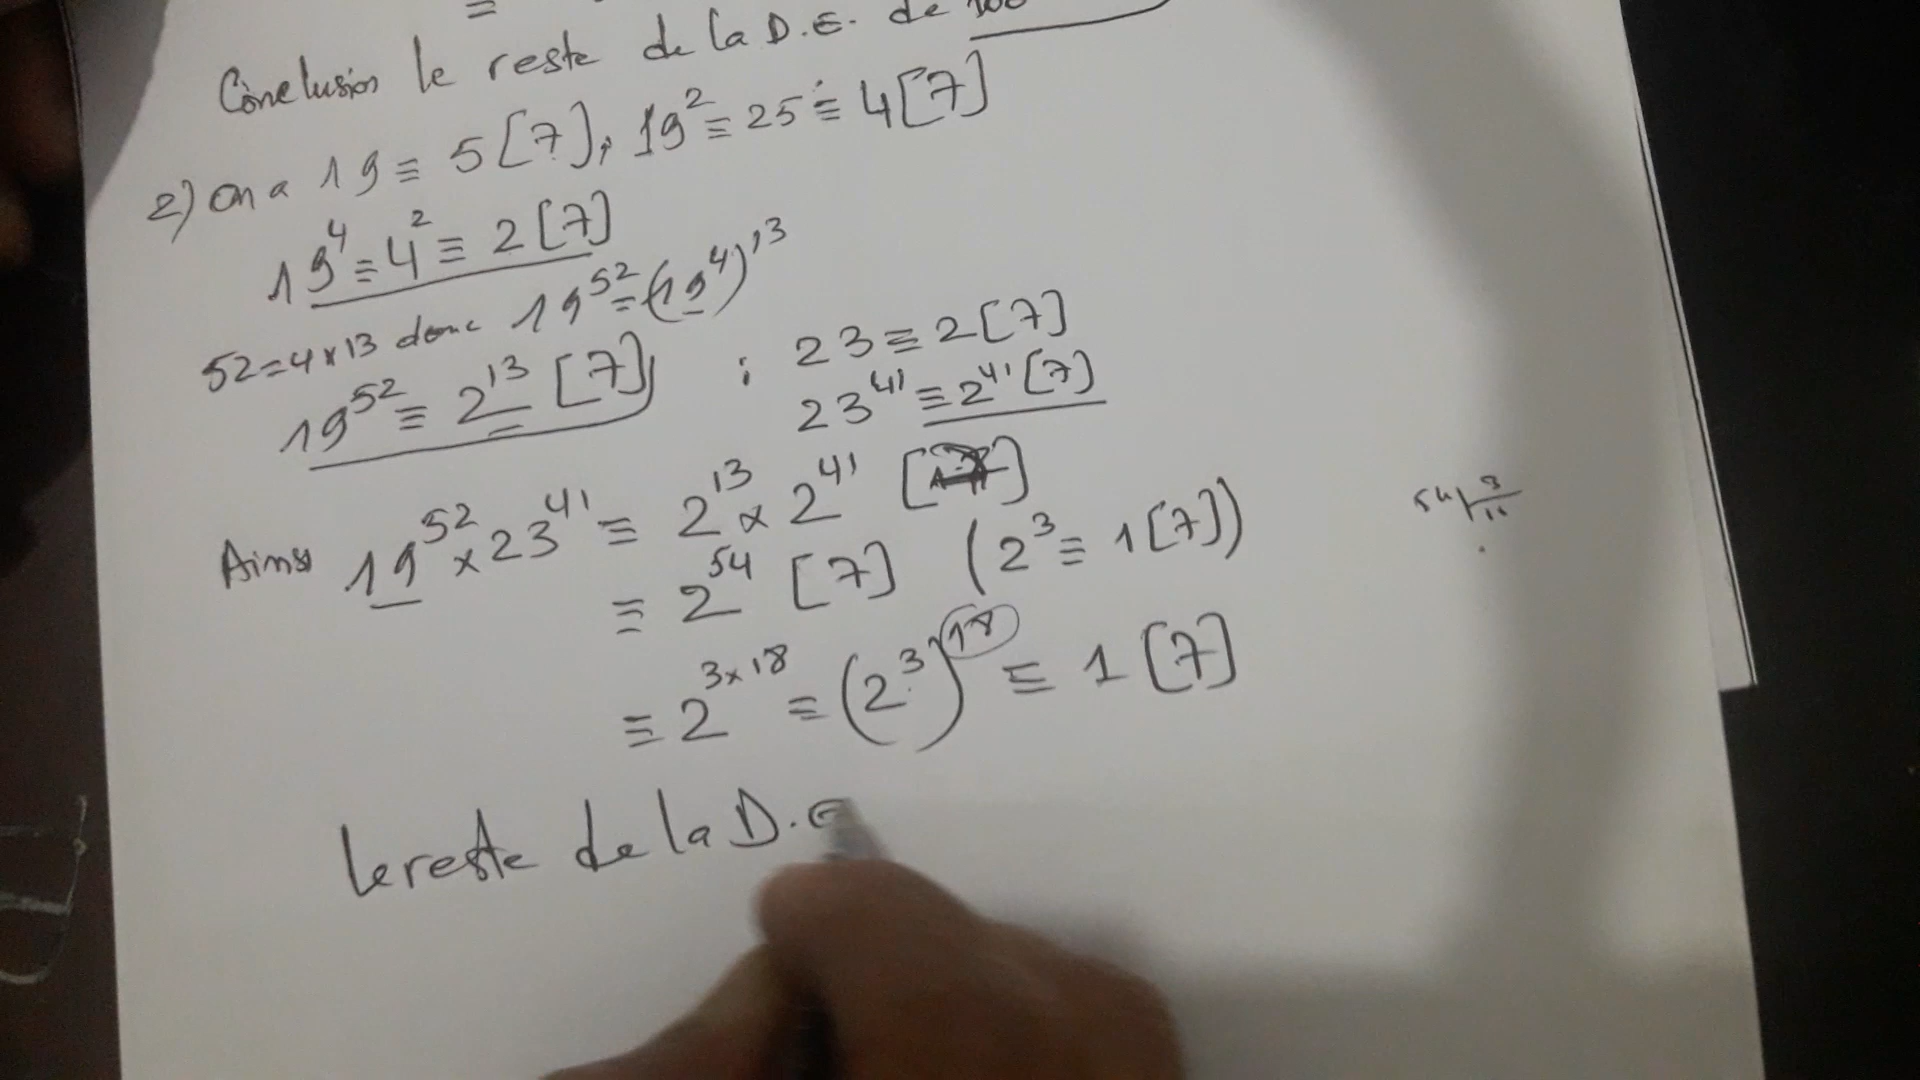 =
Conclusion le reste de la D.E. de
2) On a 19 ≡ 5 [7], 19² ≡ 25 ≡ 4 [7]
19⁴ ≡ 4² ≡ 2 [7]
52 = 4 x 13 donc 19⁵² = (19⁴)¹³
19⁵² ≡ 2¹³ [7] ; 23 ≡ 2 [7]
23⁴¹ ≡ 2⁴¹ [7]
Ainsi 19⁵² x 23⁴¹ ≡ 2¹³ x 2⁴¹ [ ]
≡ 2⁵⁴ [7] (2³ ≡ 1 [7])
54 3
≡ 2³ˣ¹⁸ ≡ (2³)¹⁸ ≡ 1 [7]
le reste de la D.E